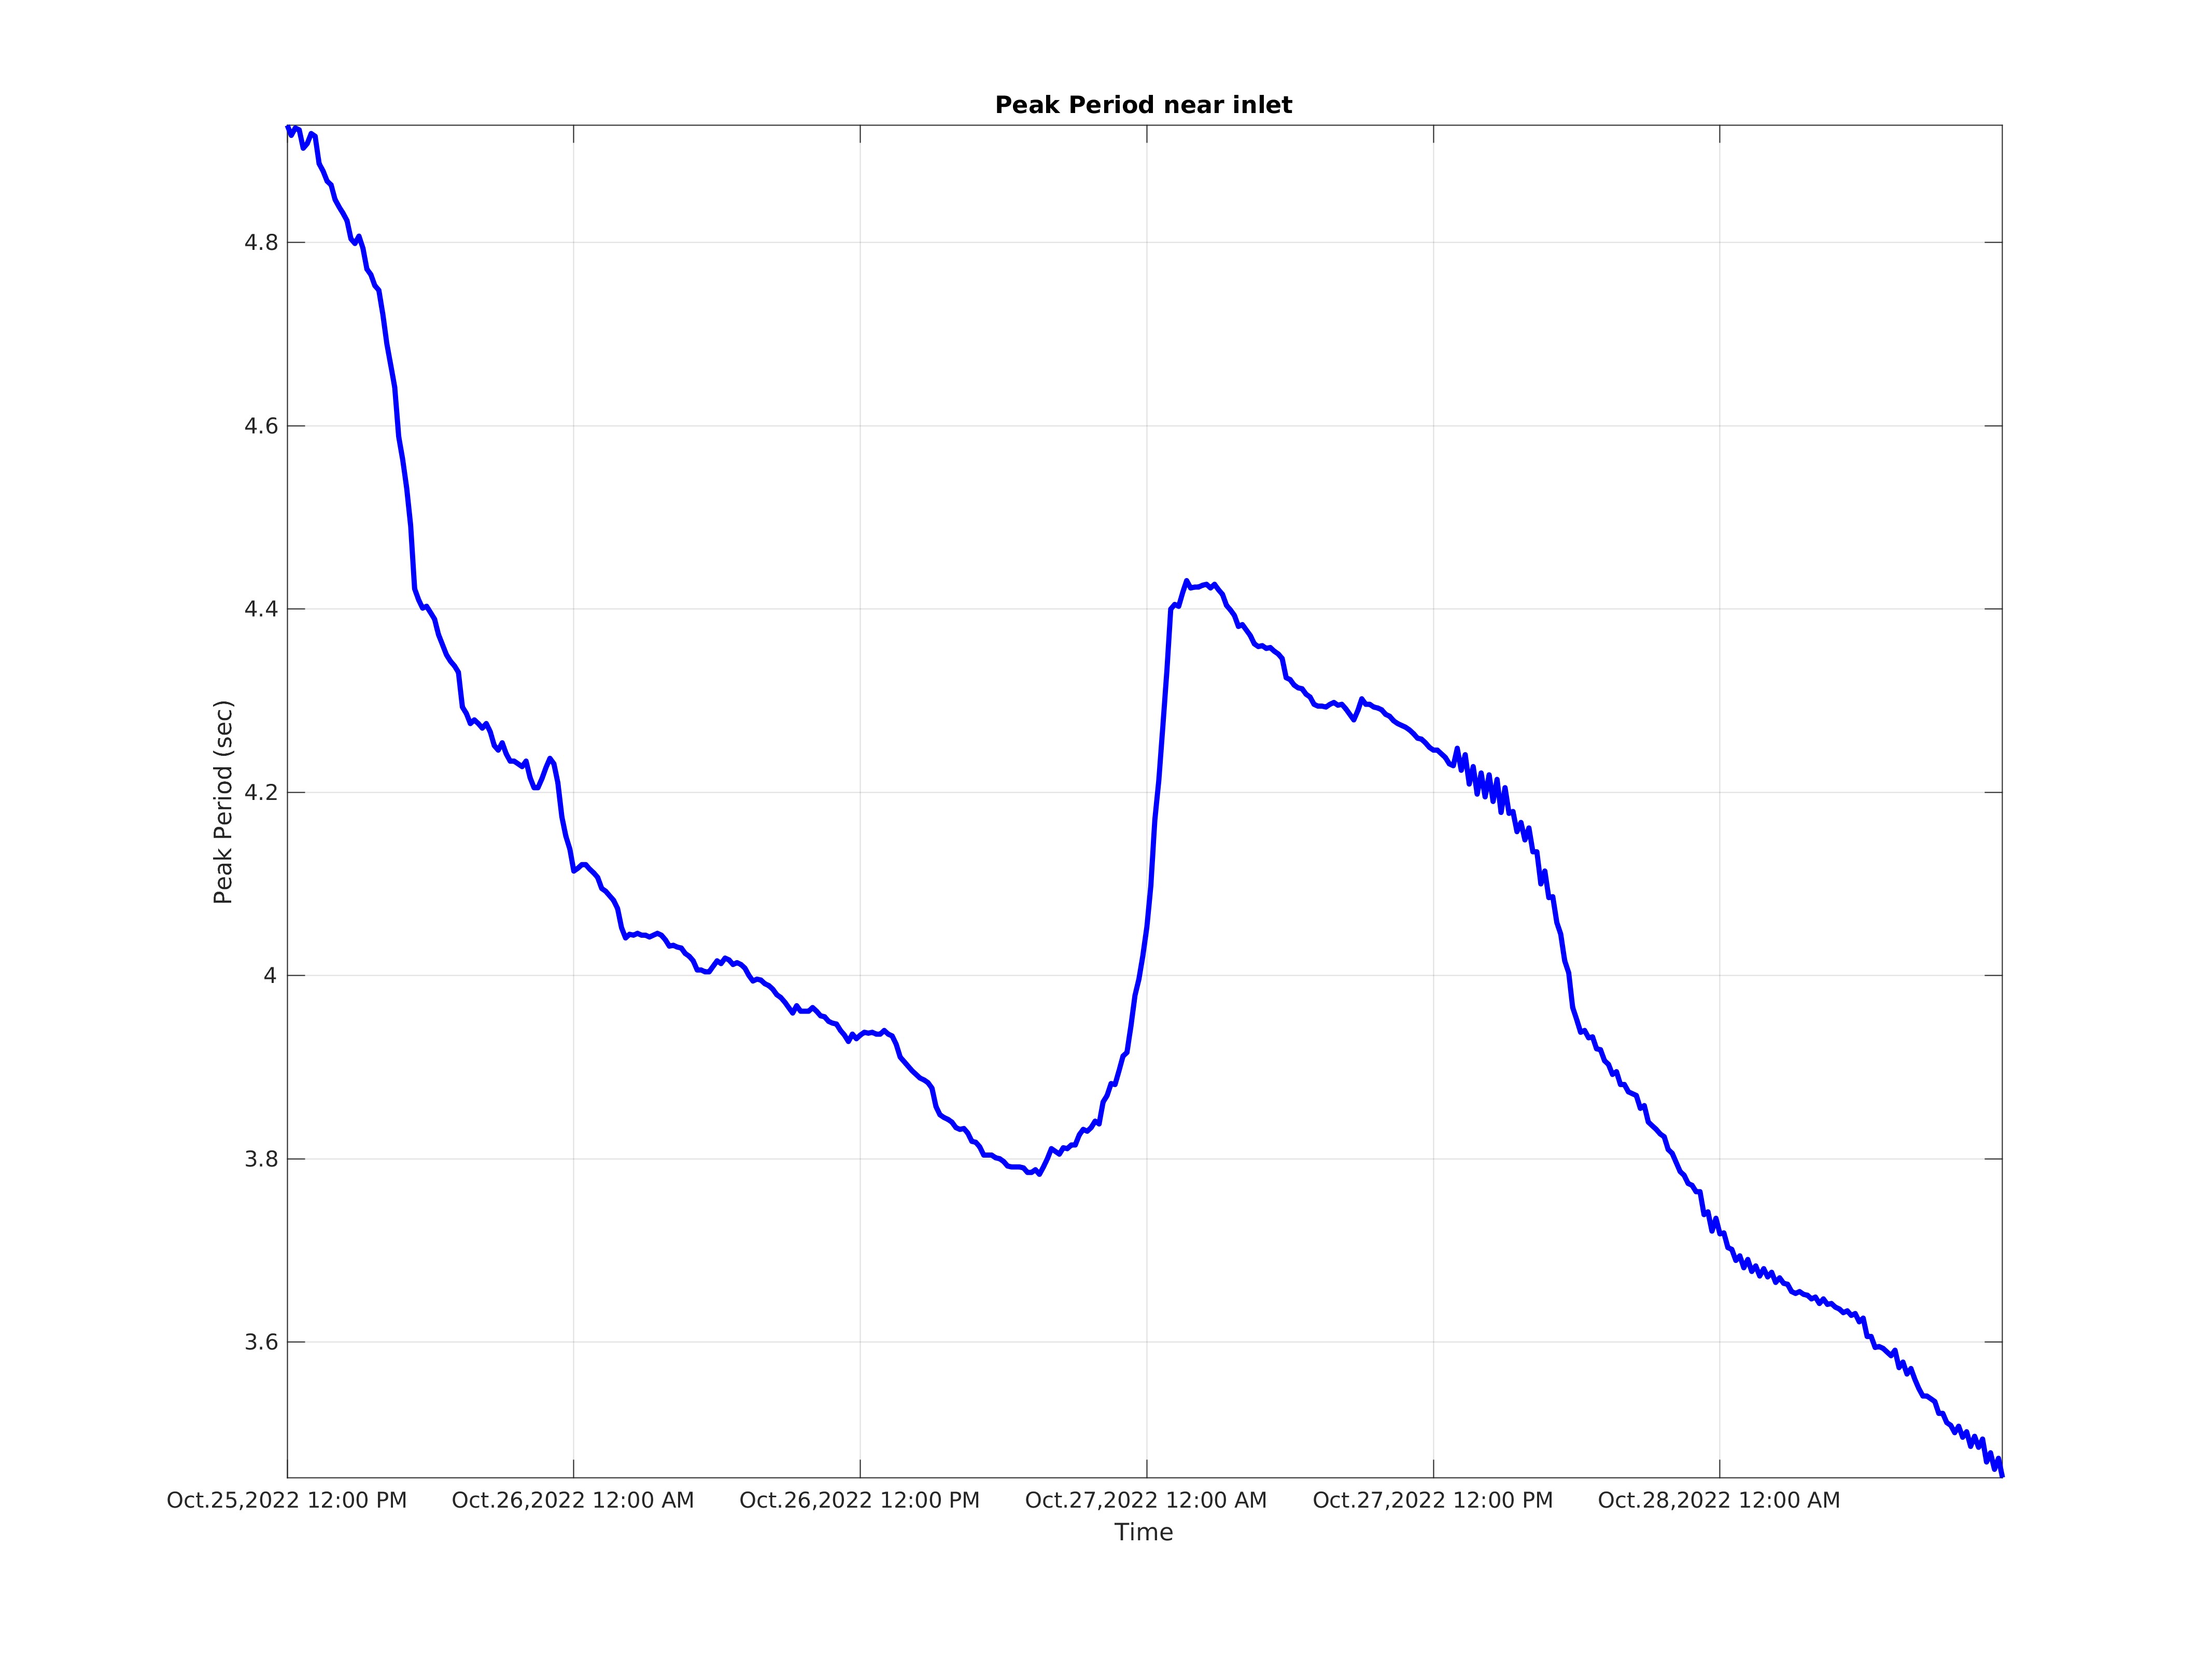 Peak Period near inlet
4.8
4.6
4.4
4.2
4
3.8
3.6
Peak Period (sec)
Oct.25,2022 12:00 PM
Oct.26,2022 12:00 AM
Oct.26,2022 12:00 PM
Oct.27,2022 12:00 AM
Oct.27,2022 12:00 PM
Oct.28,2022 12:00 AM
Time